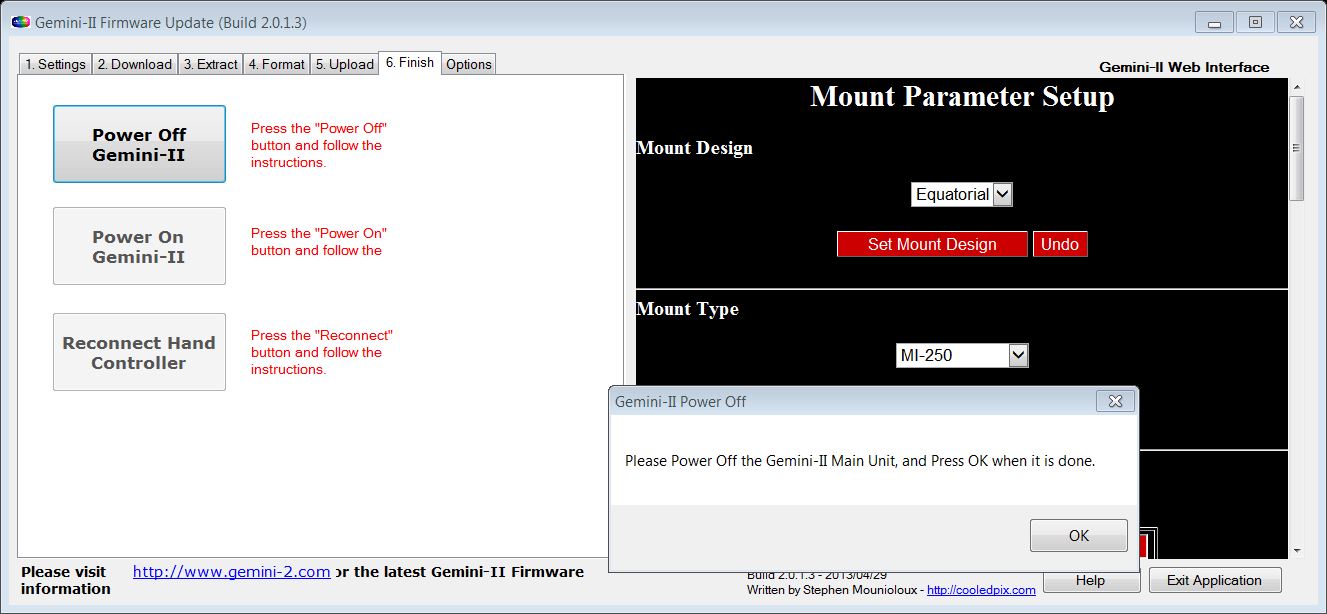 Gemini-II Firmware Update (Build 2.0.1.3)
1. Settings 2. Download 3. Extract 4. Format 5. Upload 6. Finish Options
Gemini-II Web Interface
Power Off
Gemini-II
Press the "Power Off"
button and follow the
instructions.
Power On
Gemini-II
Press the "Power On"
button and follow the
Reconnect Hand
Controller
Press the "Reconnect"
button and follow the
instructions.
Mount Parameter Setup
Mount Design
Equatorial
Set Mount Design Undo
Mount Type
MI-250
Gemini-II Power Off
Please Power Off the Gemini-II Main Unit, and Press OK when it is done.
OK
Please visit http://www.gemini-2.com or the latest Gemini-II Firmware
information
Build 2.0.1.3 - 2013/04/29
Written by Stephen Mounioloux - http://cooledpix.com
Help Exit Application